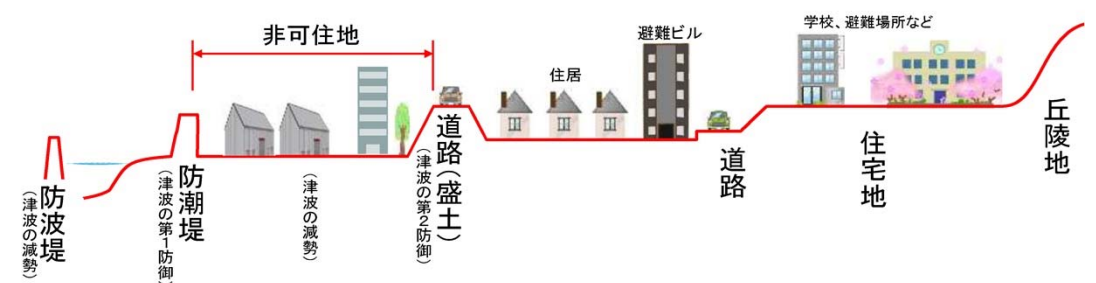 非可住地
住居
避難ビル
学校、避難場所など
防波堤
(津波の減勢)
防潮堤
(津波の第1防御)
(津波の減勢)
道路(盛土)
(津波の第2防御)
道路
住宅地
丘陵地